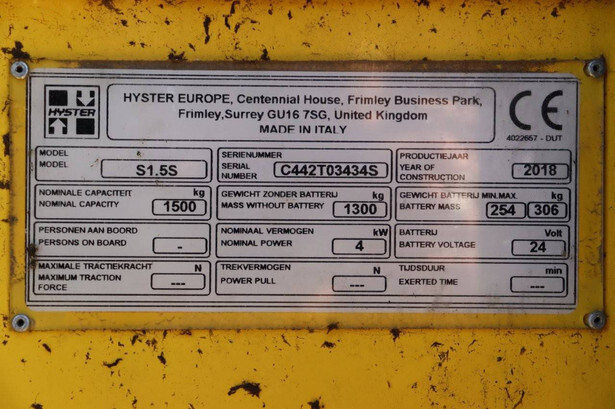 HYSTER
HYSTER EUROPE, Centennial House, Frimley Business Park,
Frimley,Surrey GU16 7SG, United Kingdom
MADE IN ITALY
CE
4022657 - DUT
MODEL
MODEL S1.5S
SERIENUMMER
SERIAL
NUMBER C442T03434S
PRODUCTIEJAAR
YEAR OF
CONSTRUCTION 2018
NOMINALE CAPACITEIT kg
NOMINAL CAPACITY 1500
GEWICHT ZONDER BATTERIJ kg
MASS WITHOUT BATTERY 1300
GEWICHT BATTERIJ MIN.MAX. kg
BATTERY MASS 254 306
PERSONEN AAN BOORD
PERSONS ON BOARD -
NOMINAAL VERMOGEN kW
NOMINAL POWER 4
BATTERIJ Volt
BATTERY VOLTAGE 24
MAXIMALE TRACTIEKRACHT N
MAXIMUM TRACTION
FORCE ---
TREKVERMOGEN N
POWER PULL ---
TIJDSDUUR min
EXERTED TIME ---